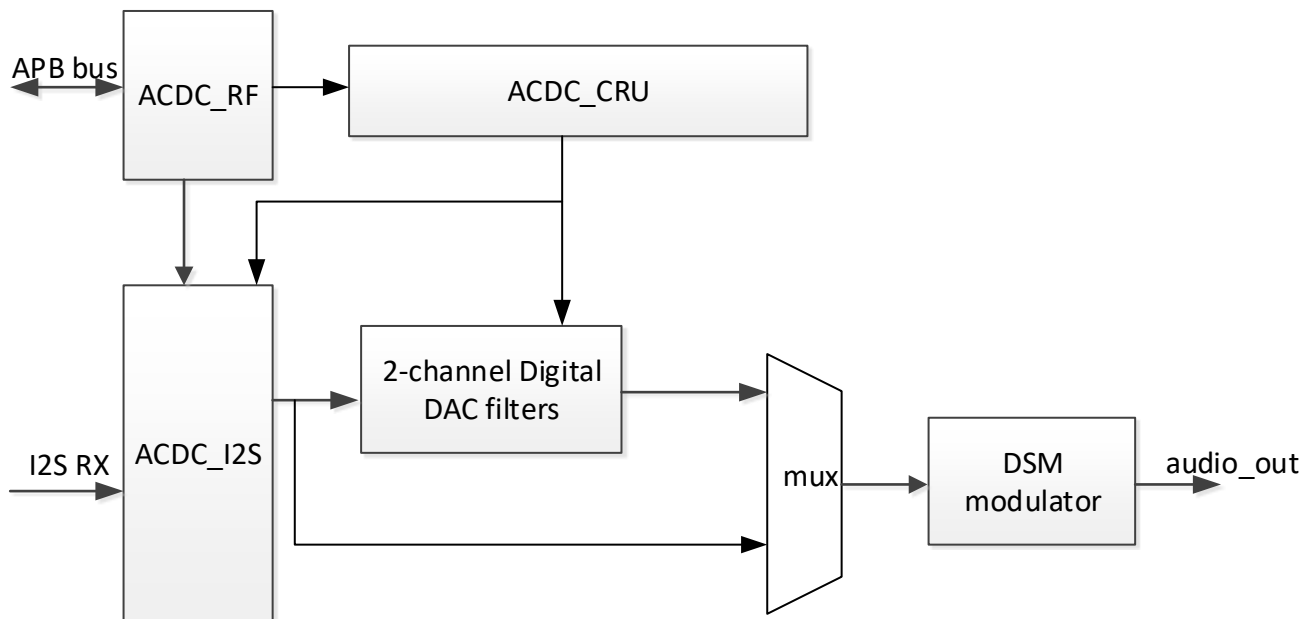 APB bus
ACDC_RF
ACDC_CRU
2-channel Digital
DAC filters
I2S RX
ACDC_I2S
mux
DSM
modulator
audio_out